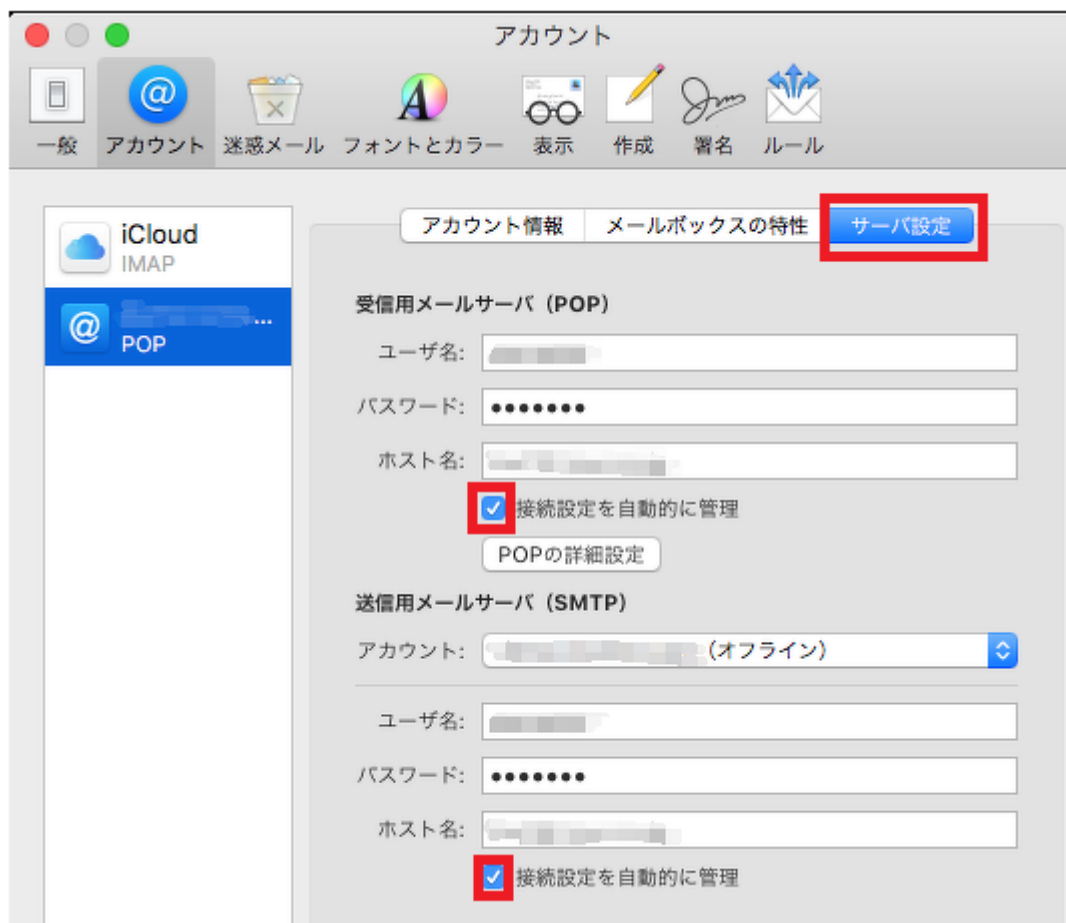 アカウント
一般 アカウント 迷惑メール フォントとカラー 表示 作成 署名 ルール
iCloud
IMAP
...
POP
アカウント情報 メールボックスの特性 サーバ設定
受信用メールサーバ（POP）
ユーザ名:
パスワード: •••••••
ホスト名:
接続設定を自動的に管理
POPの詳細設定
送信用メールサーバ（SMTP）
アカウント: （オフライン）
ユーザ名:
パスワード: •••••••
ホスト名:
接続設定を自動的に管理